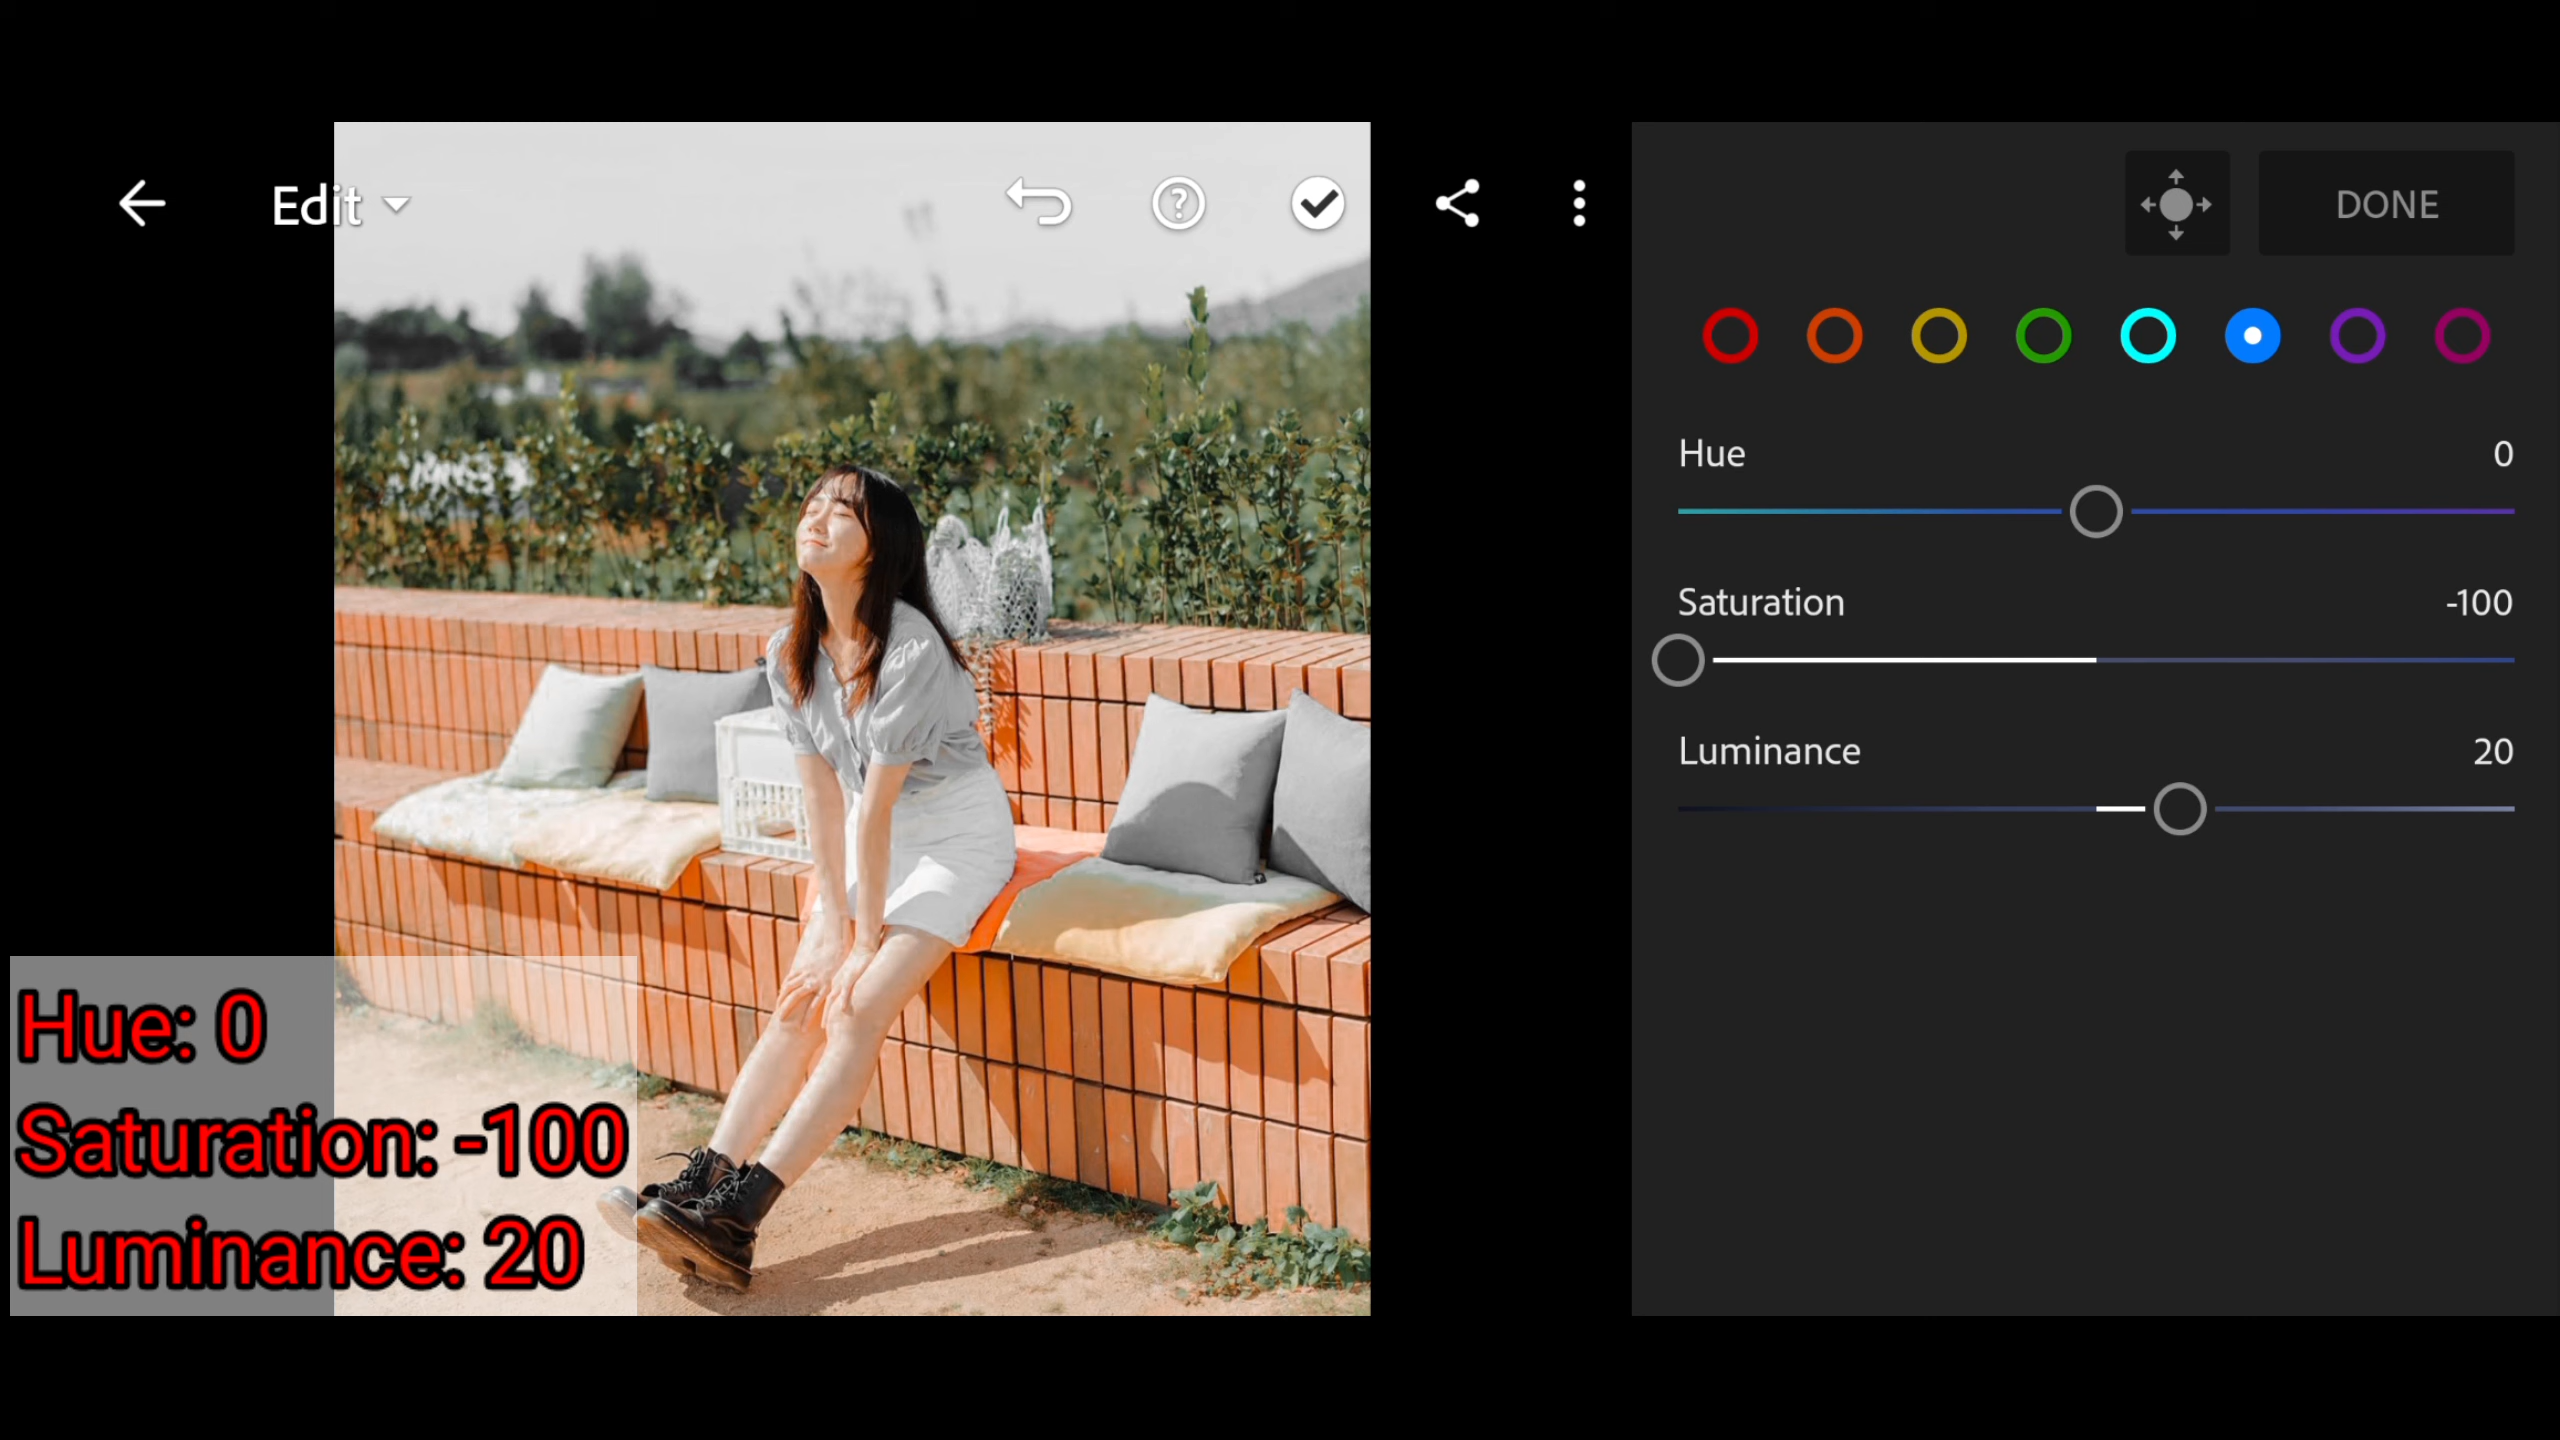 Edit
DONE
Hue 0
Saturation -100
Luminance 20
Hue: 0
Saturation: -100
Luminance: 20